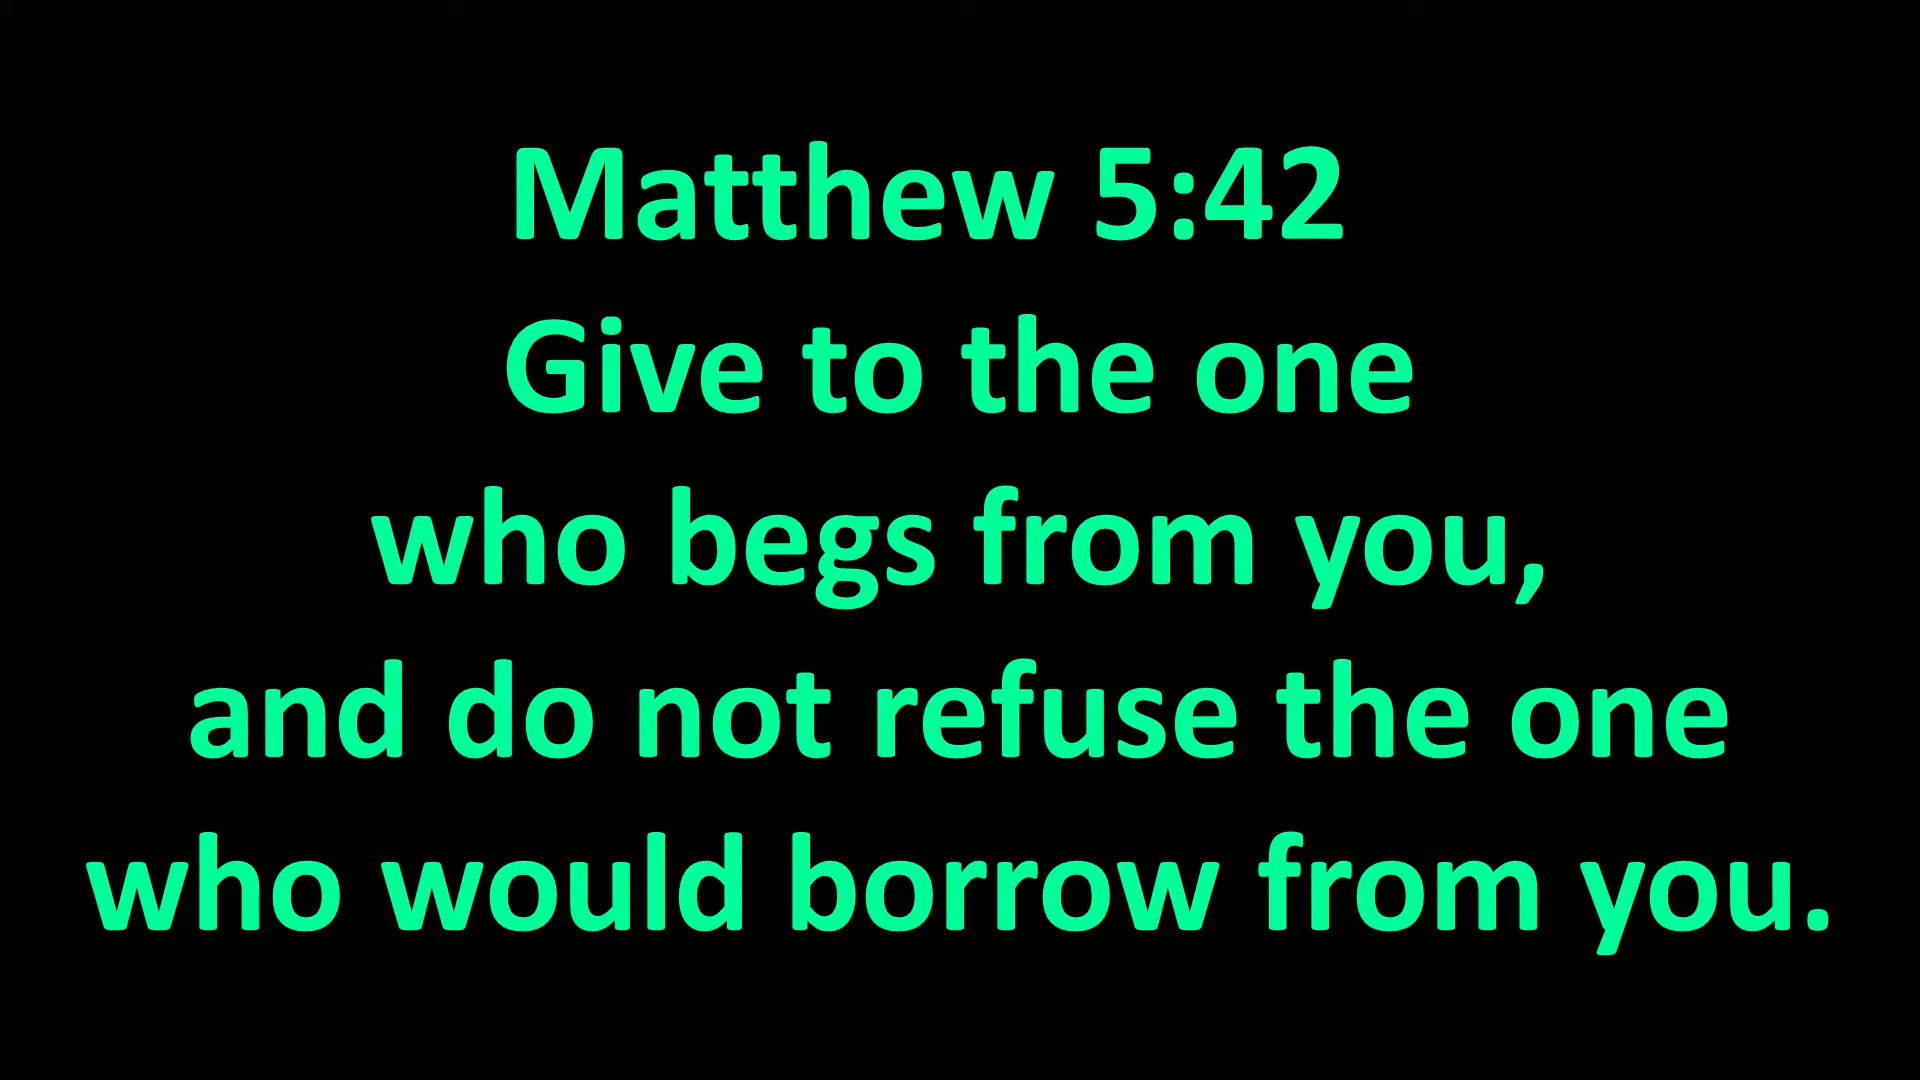 Matthew 5:42
Give to the one
who begs from you,
and do not refuse the one
who would borrow from you.